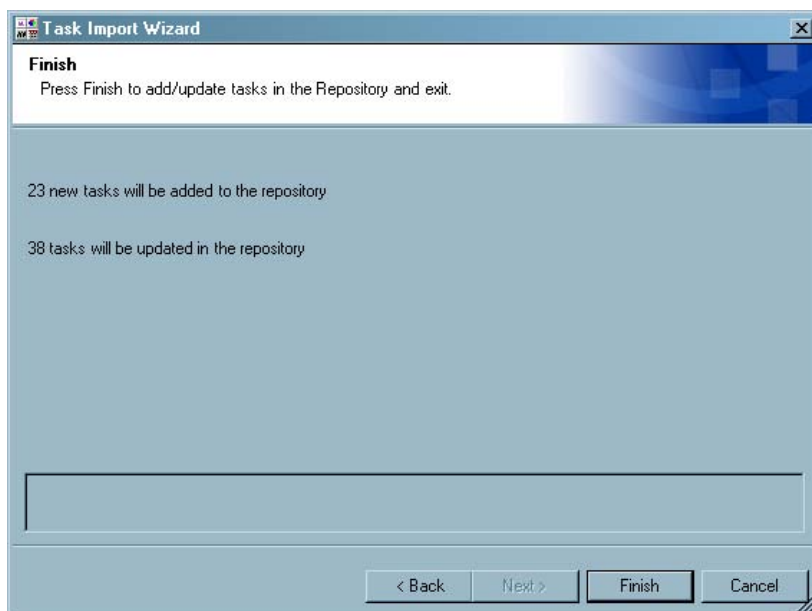 Task Import Wizard
Finish
Press Finish to add/update tasks in the Repository and exit.
23 new tasks will be added to the repository
38 tasks will be updated in the repository
< Back Next > Finish Cancel